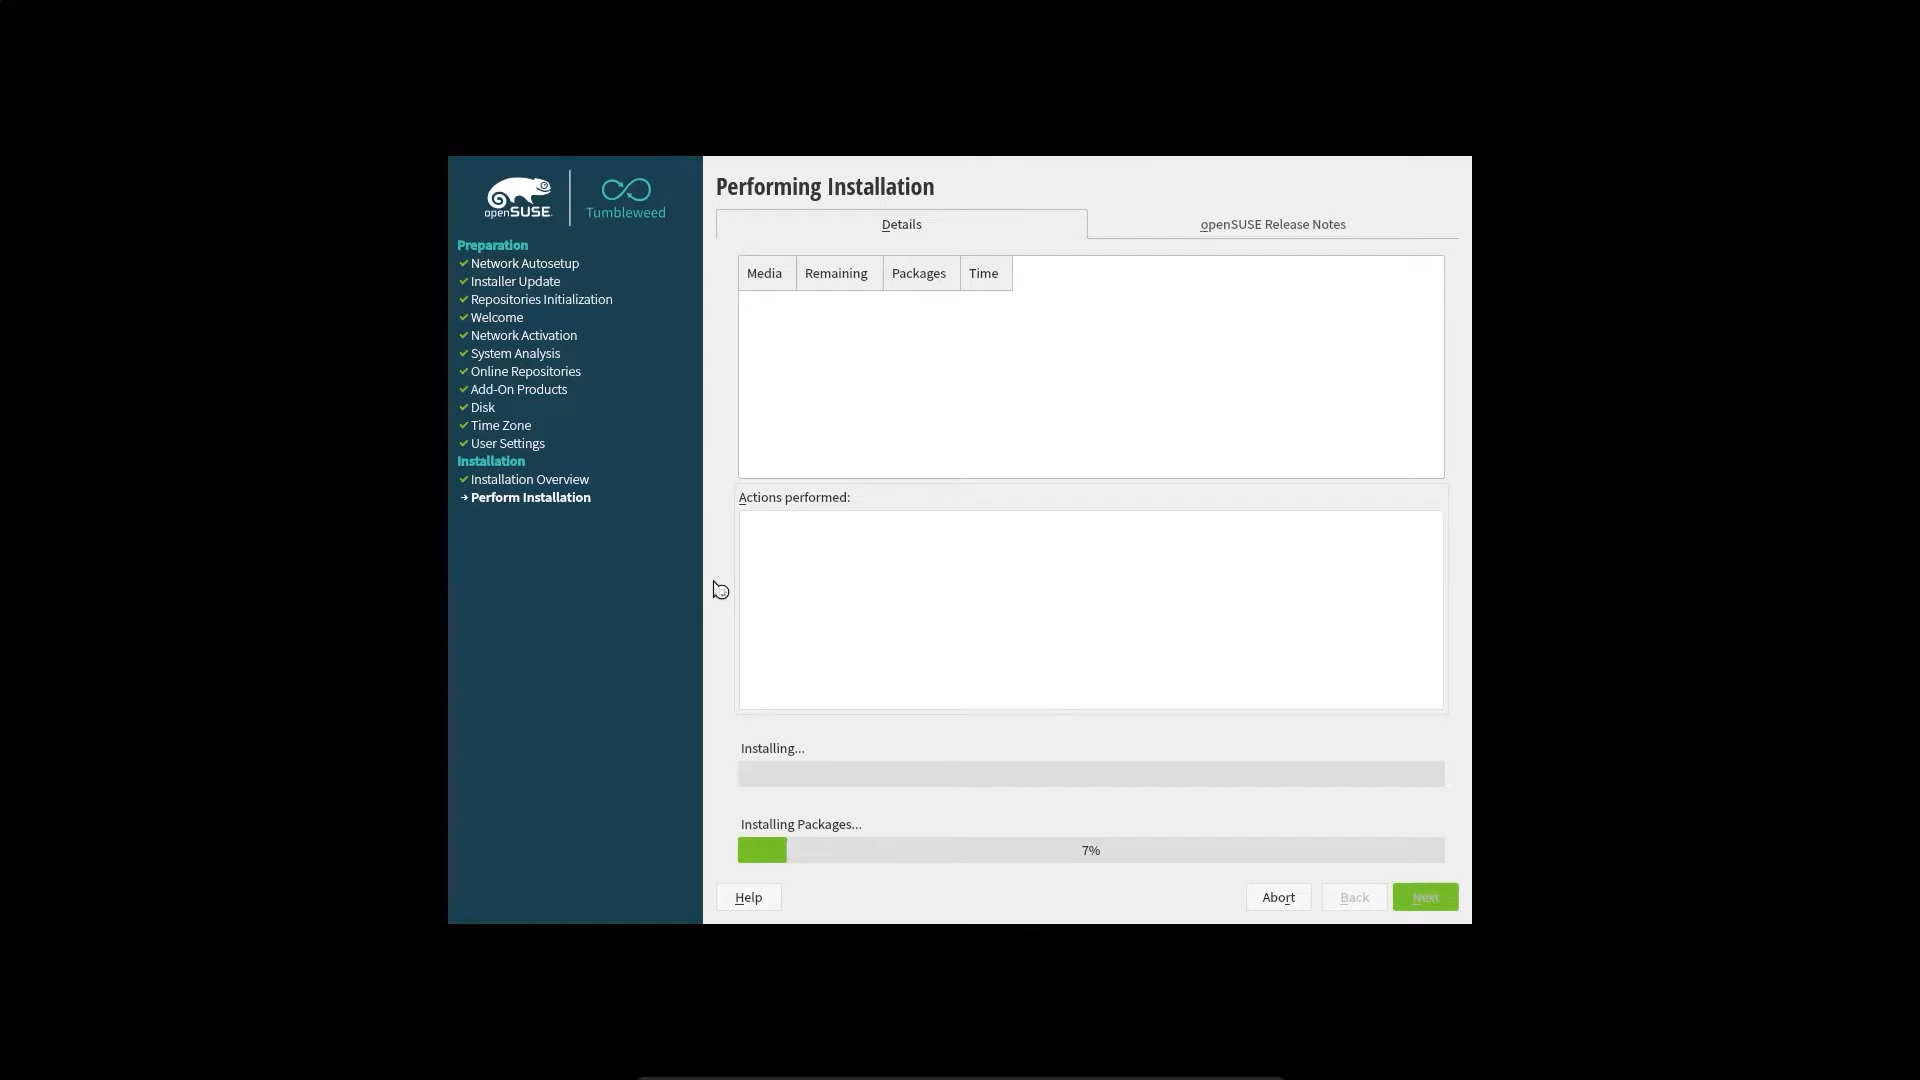 openSUSE
Tumbleweed
Preparation
Network Autosetup
Installer Update
Repositories Initialization
Welcome
Network Activation
System Analysis
Online Repositories
Add-On Products
Disk
Time Zone
User Settings
Installation
Installation Overview
Perform Installation
Performing Installation
Details
openSUSE Release Notes
Media Remaining Packages Time
Actions performed:
Installing...
Installing Packages...
7%
Help
Abort
Back
Next